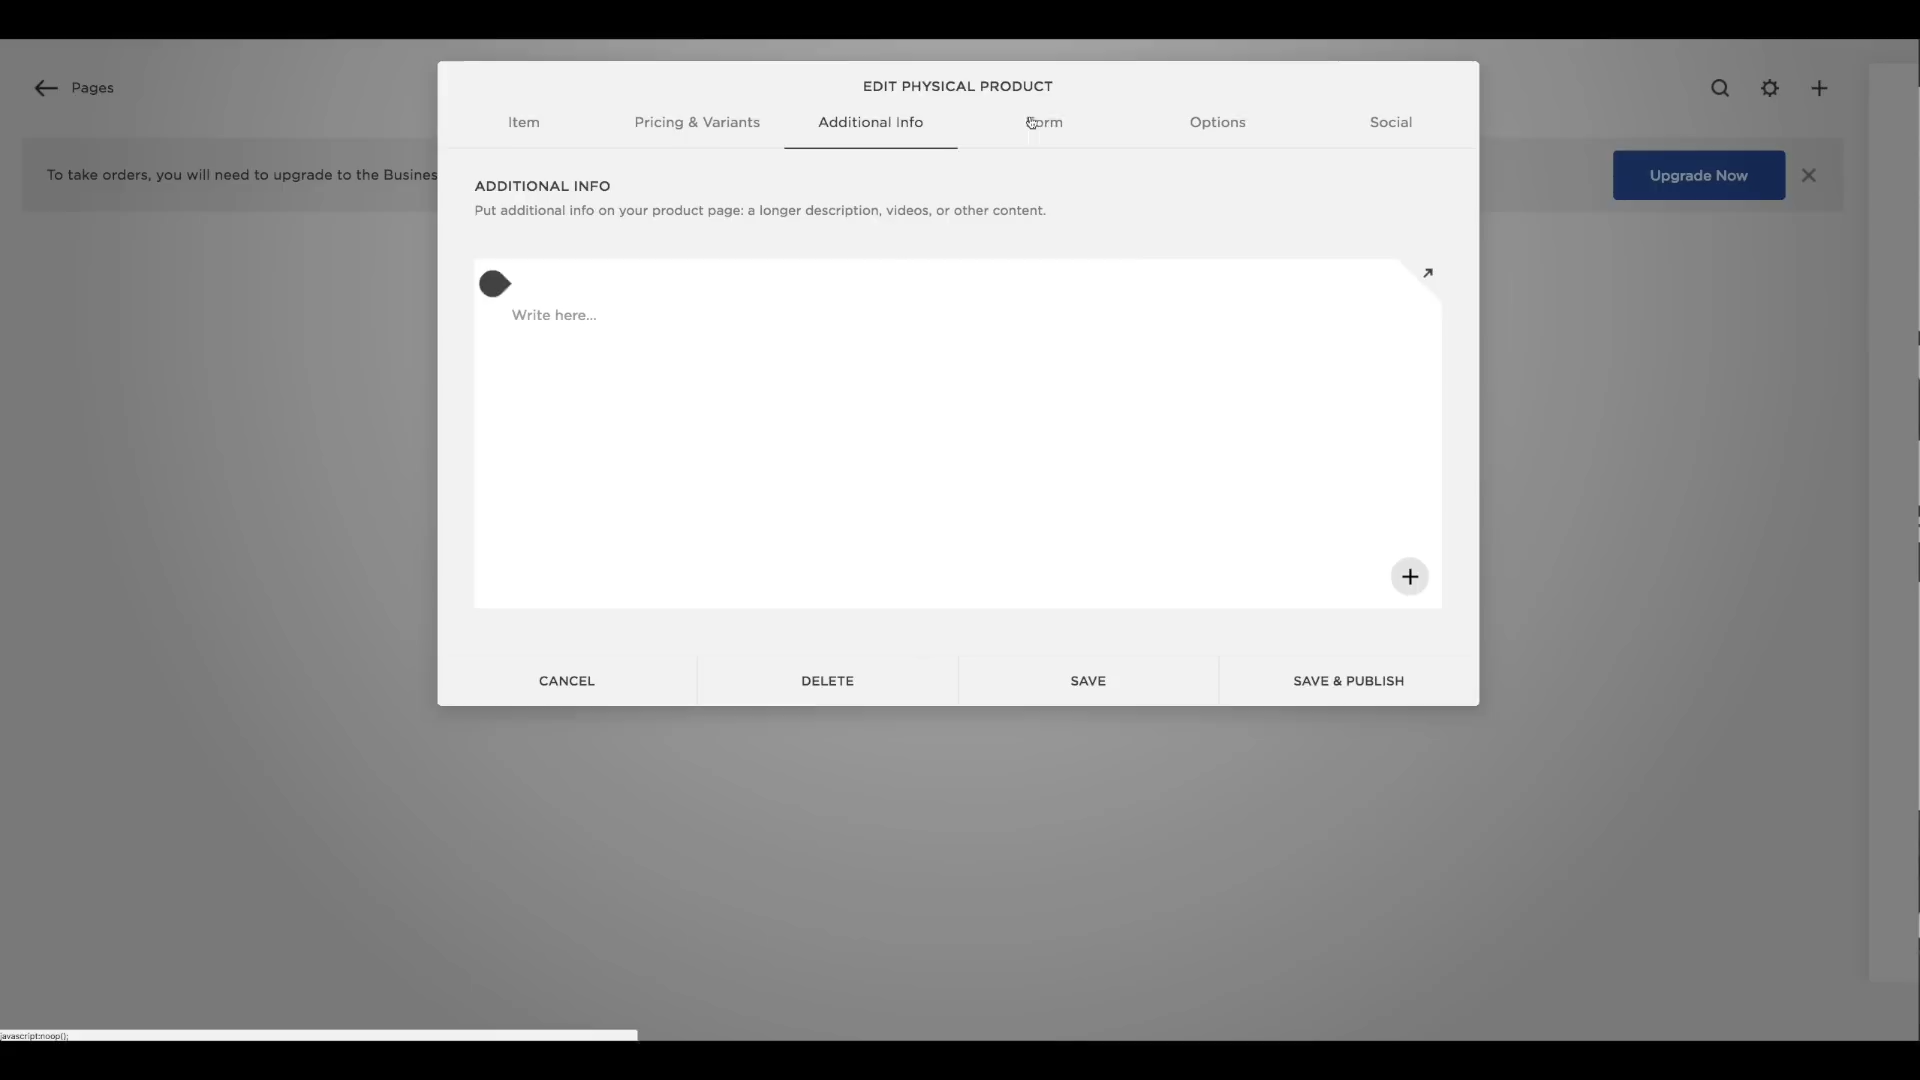 Pages
EDIT PHYSICAL PRODUCT
Item Pricing & Variants Additional Info Form Options Social
To take orders, you will need to upgrade to the Busines
Upgrade Now
ADDITIONAL INFO
Put additional info on your product page: a longer description, videos, or other content.
Write here...
CANCEL DELETE SAVE SAVE & PUBLISH
javascript:noop();